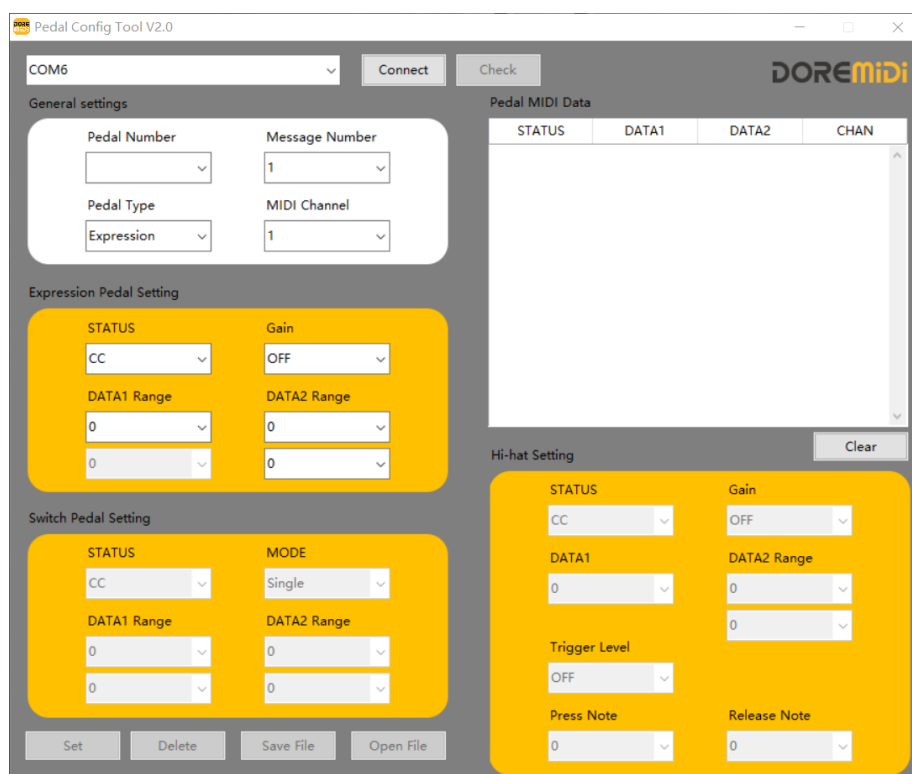 Pedal Config Tool V2.0
COM6 Connect Check DOREMiDi
General settings
Pedal Number Message Number
1
Pedal Type MIDI Channel
Expression 1
Expression Pedal Setting
STATUS Gain
CC OFF
DATA1 Range DATA2 Range
0 0
0 0
Switch Pedal Setting
STATUS MODE
CC Single
DATA1 Range DATA2 Range
0 0
0 0
Set Delete Save File Open File
Pedal MIDI Data
STATUS DATA1 DATA2 CHAN
Clear
Hi-hat Setting
STATUS Gain
CC OFF
DATA1 DATA2 Range
0 0
0
Trigger Level
OFF
Press Note Release Note
0 0